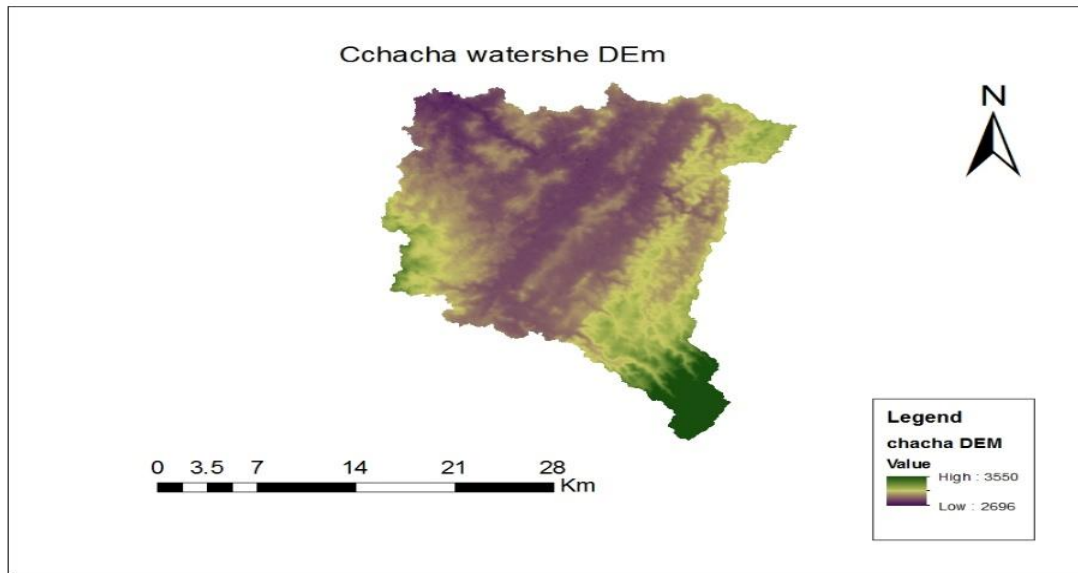 Cchacha watershe DEm
N
0 3.5 7 14 21 28
Km
Legend
chacha DEM
Value
High : 3550
Low : 2696